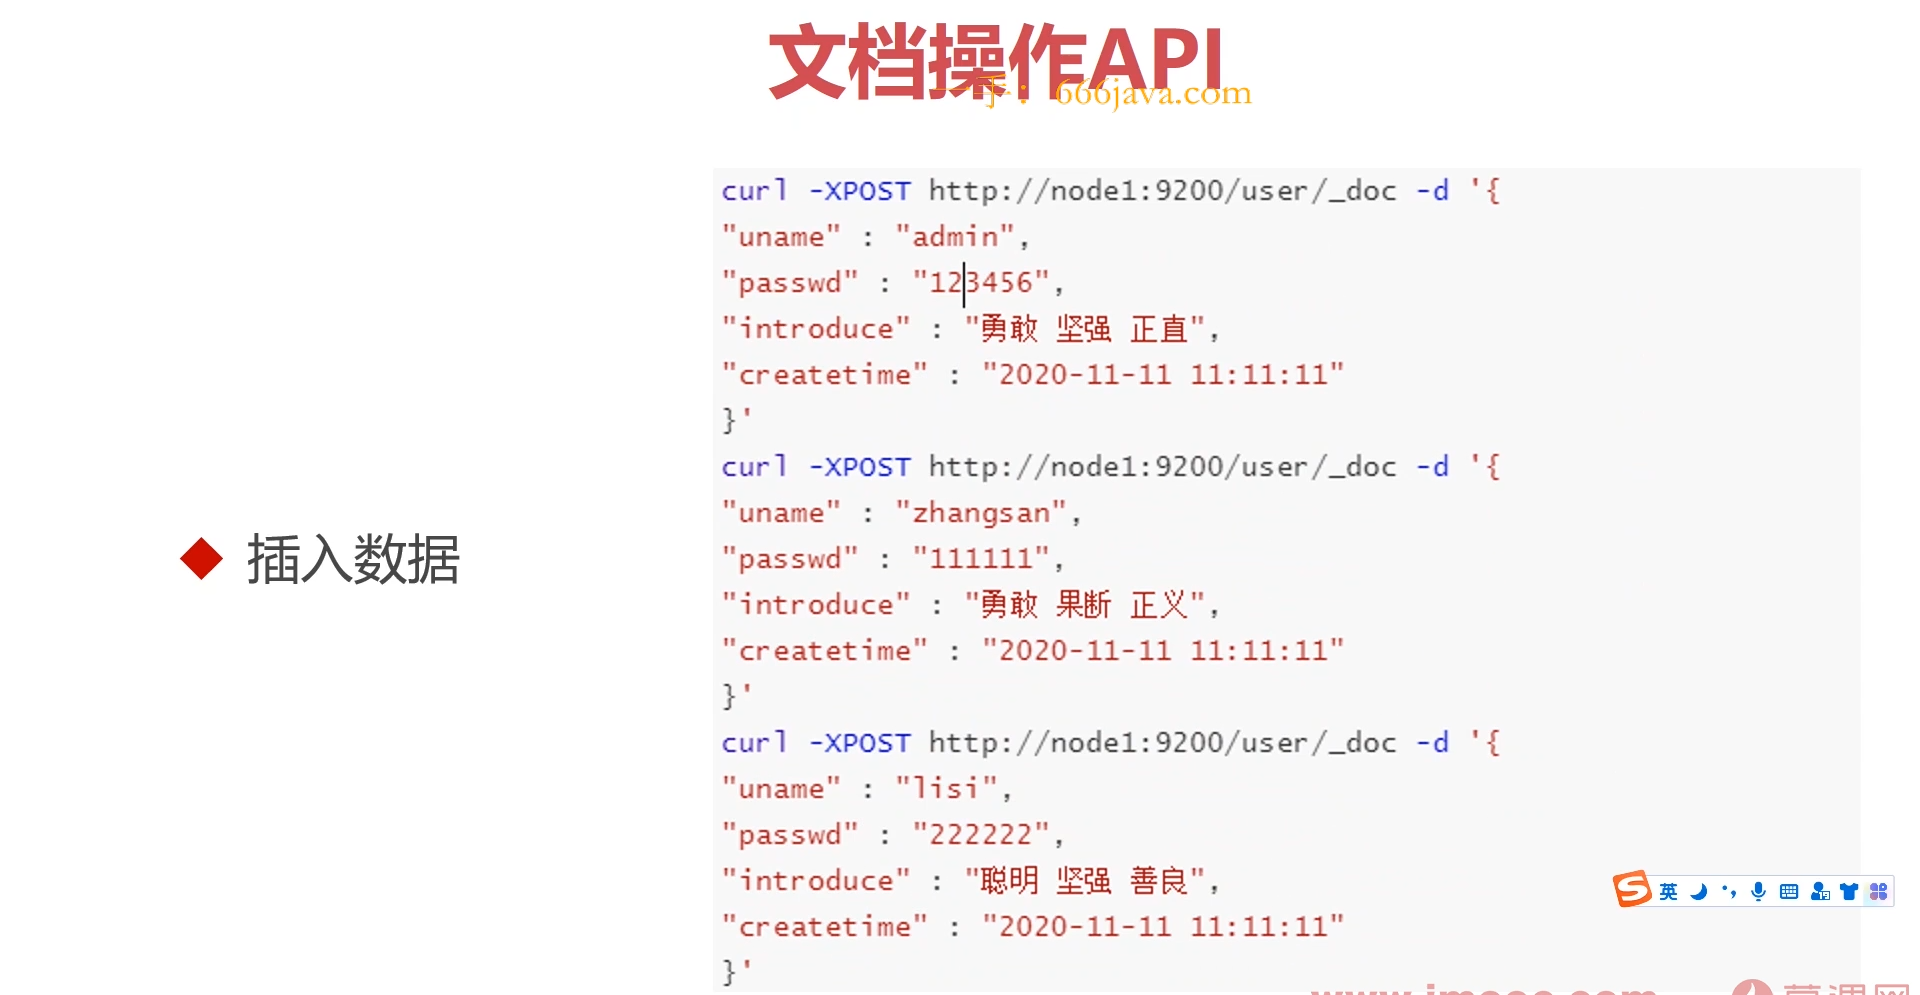 文档操作API
一手：666java.com
curl -XPOST http://node1:9200/user/_doc -d '{
"uname" : "admin",
"passwd" : "123456",
"introduce" : "勇敢 坚强 正直",
"createtime" : "2020-11-11 11:11:11"
}'
curl -XPOST http://node1:9200/user/_doc -d '{
"uname" : "zhangsan",
"passwd" : "111111",
"introduce" : "勇敢 果断 正义",
"createtime" : "2020-11-11 11:11:11"
}'
插入数据
curl -XPOST http://node1:9200/user/_doc -d '{
"uname" : "lisi",
"passwd" : "222222",
"introduce" : "聪明 坚强 善良",
"createtime" : "2020-11-11 11:11:11"
}'
英
www.imooc.com
慕课网